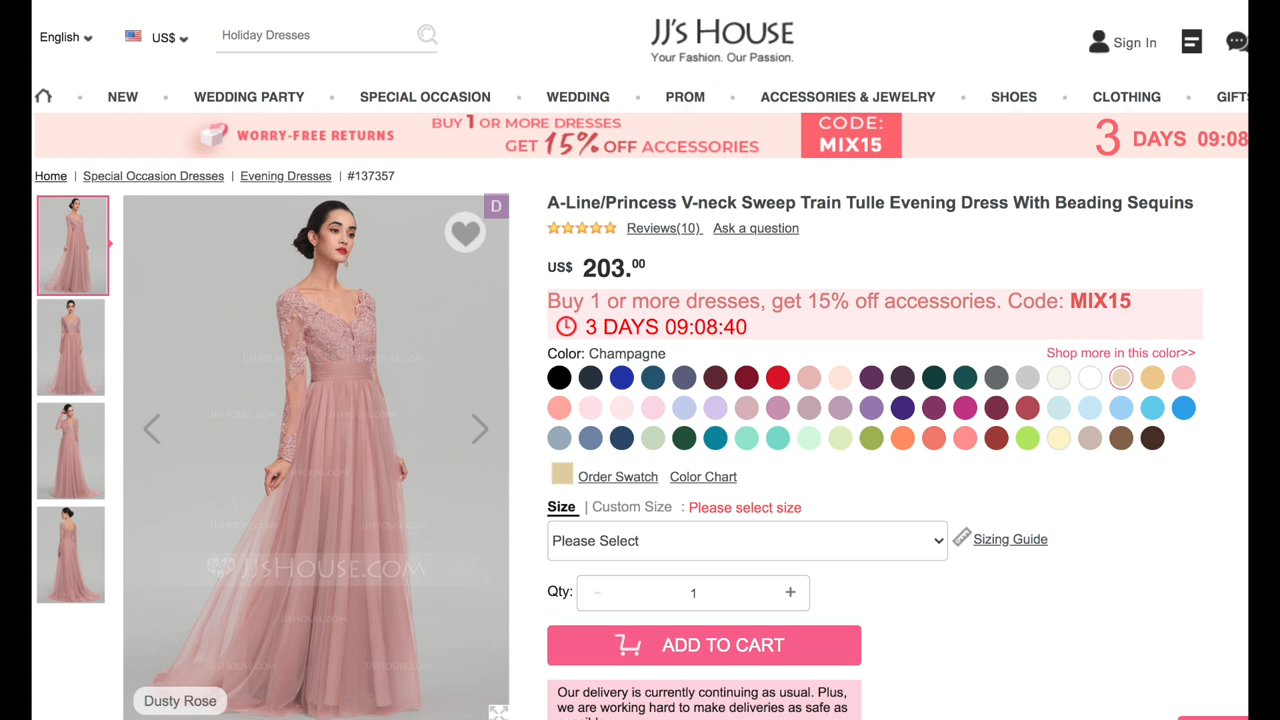 English
US$
Holiday Dresses
JJ's HOUSE
Your Fashion. Our Passion.
Sign In
NEW
WEDDING PARTY
SPECIAL OCCASION
WEDDING
PROM
ACCESSORIES & JEWELRY
SHOES
CLOTHING
GIFTS
WORRY-FREE RETURNS
BUY 1 OR MORE DRESSES
GET 15% OFF ACCESSORIES
CODE:
MIX15
3 DAYS 09:08
Home | Special Occasion Dresses | Evening Dresses | #137357
D
A-Line/Princess V-neck Sweep Train Tulle Evening Dress With Beading Sequins
Reviews(10) Ask a question
US$ 203.00
Buy 1 or more dresses, get 15% off accessories. Code: MIX15
3 DAYS 09:08:40
Color: Champagne
Shop more in this color>>
Order Swatch Color Chart
Size | Custom Size : Please select size
Please Select
Sizing Guide
Qty: - 1 +
ADD TO CART
Our delivery is currently continuing as usual. Plus,
we are working hard to make deliveries as safe as
JJSHOUSE.COM
Dusty Rose